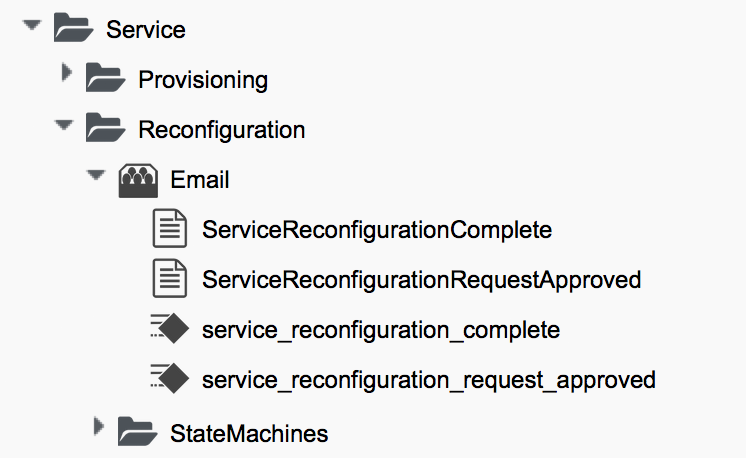 Service
Provisioning
Reconfiguration
Email
ServiceReconfigurationComplete
ServiceReconfigurationRequestApproved
service_reconfiguration_complete
service_reconfiguration_request_approved
StateMachines